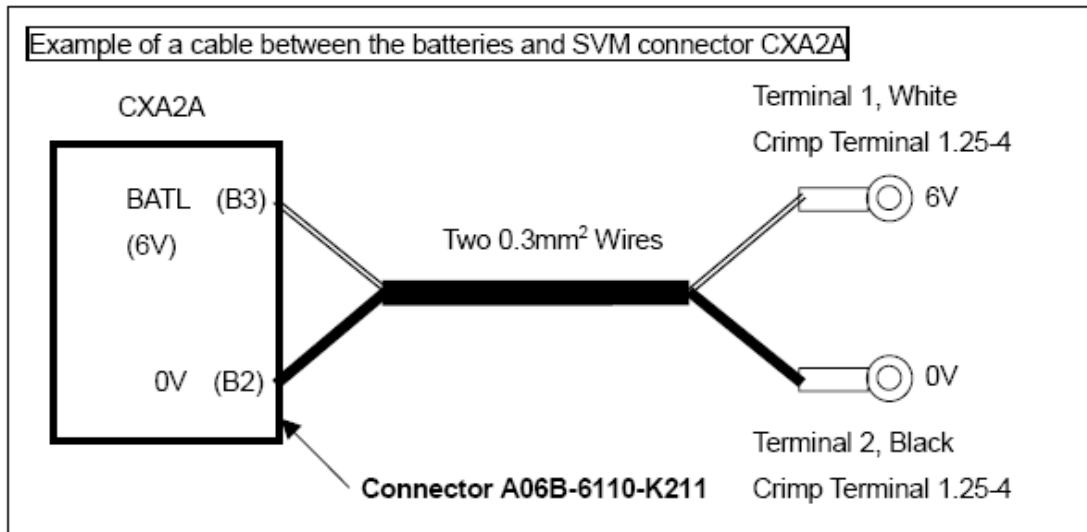 Example of a cable between the batteries and SVM connector CXA2A
CXA2A
Terminal 1, White
Crimp Terminal 1.25-4
BATL (B3)
(6V)
6V
Two 0.3mm² Wires
0V (B2)
0V
Terminal 2, Black
Crimp Terminal 1.25-4
Connector A06B-6110-K211